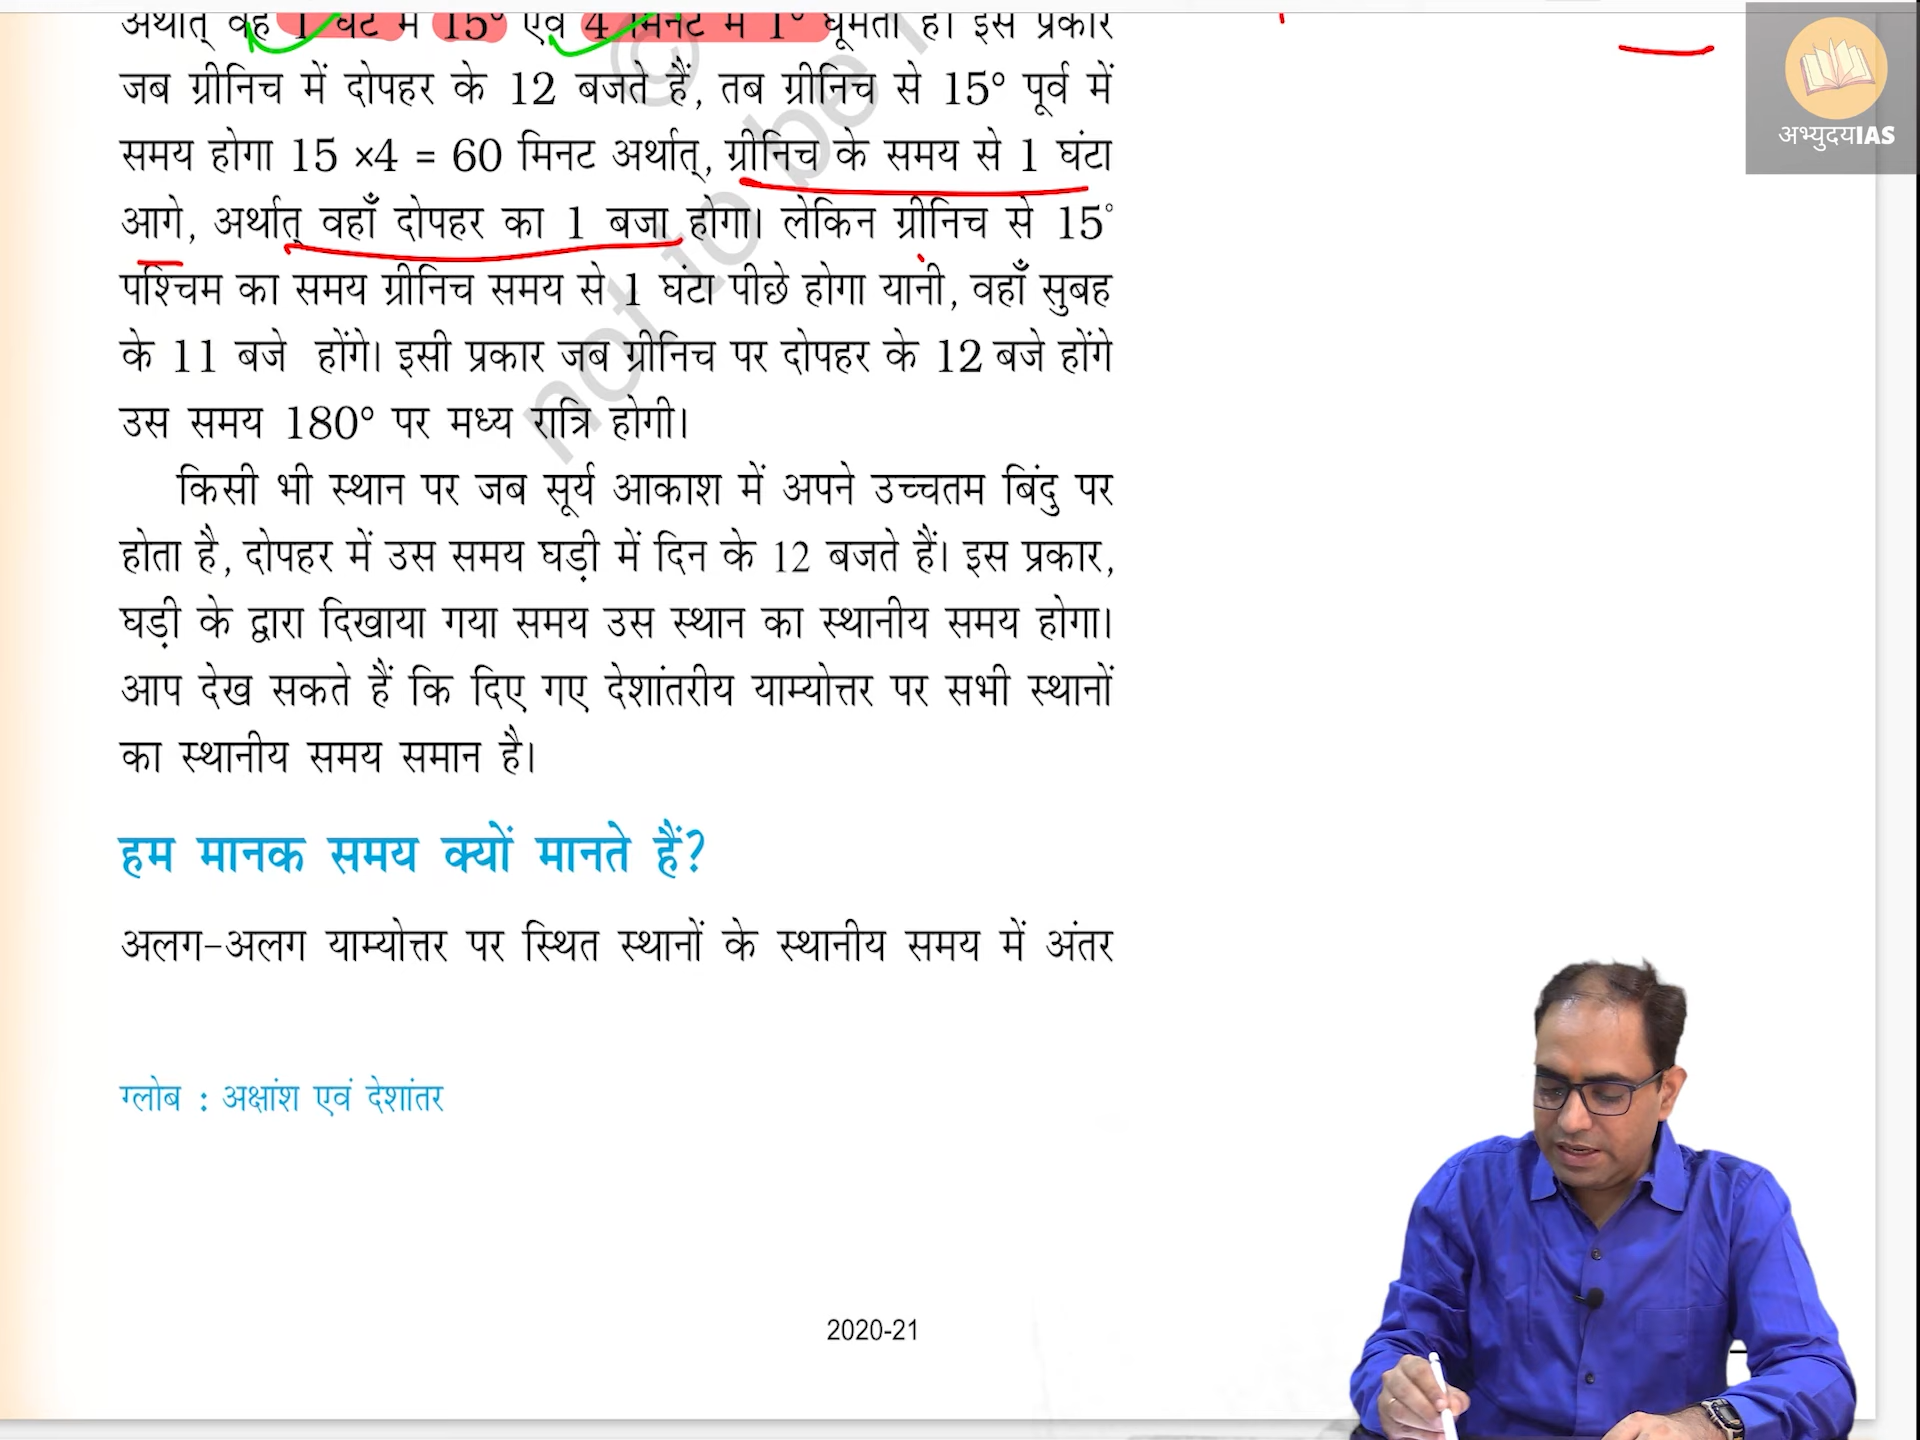 अर्थात् वह 1 घंटे में 15° एवं 4 मिनट में 1° घूमती है। इस प्रकार
जब ग्रीनिच में दोपहर के 12 बजते हैं, तब ग्रीनिच से 15° पूर्व में
समय होगा 15 ×4 = 60 मिनट अर्थात्, ग्रीनिच के समय से 1 घंटा
आगे, अर्थात् वहाँ दोपहर का 1 बजा होगा। लेकिन ग्रीनिच से 15°
पश्चिम का समय ग्रीनिच समय से 1 घंटा पीछे होगा यानी, वहाँ सुबह
के 11 बजे होंगे। इसी प्रकार जब ग्रीनिच पर दोपहर के 12 बजे होंगे
उस समय 180° पर मध्य रात्रि होगी।
किसी भी स्थान पर जब सूर्य आकाश में अपने उच्चतम बिंदु पर
होता है, दोपहर में उस समय घड़ी में दिन के 12 बजते हैं। इस प्रकार,
घड़ी के द्वारा दिखाया गया समय उस स्थान का स्थानीय समय होगा।
आप देख सकते हैं कि दिए गए देशांतरीय याम्योत्तर पर सभी स्थानों
का स्थानीय समय समान है।
हम मानक समय क्यों मानते हैं?
अलग-अलग याम्योत्तर पर स्थित स्थानों के स्थानीय समय में अंतर
ग्लोब : अक्षांश एवं देशांतर
2020-21
अभ्युदयIAS
© not to be